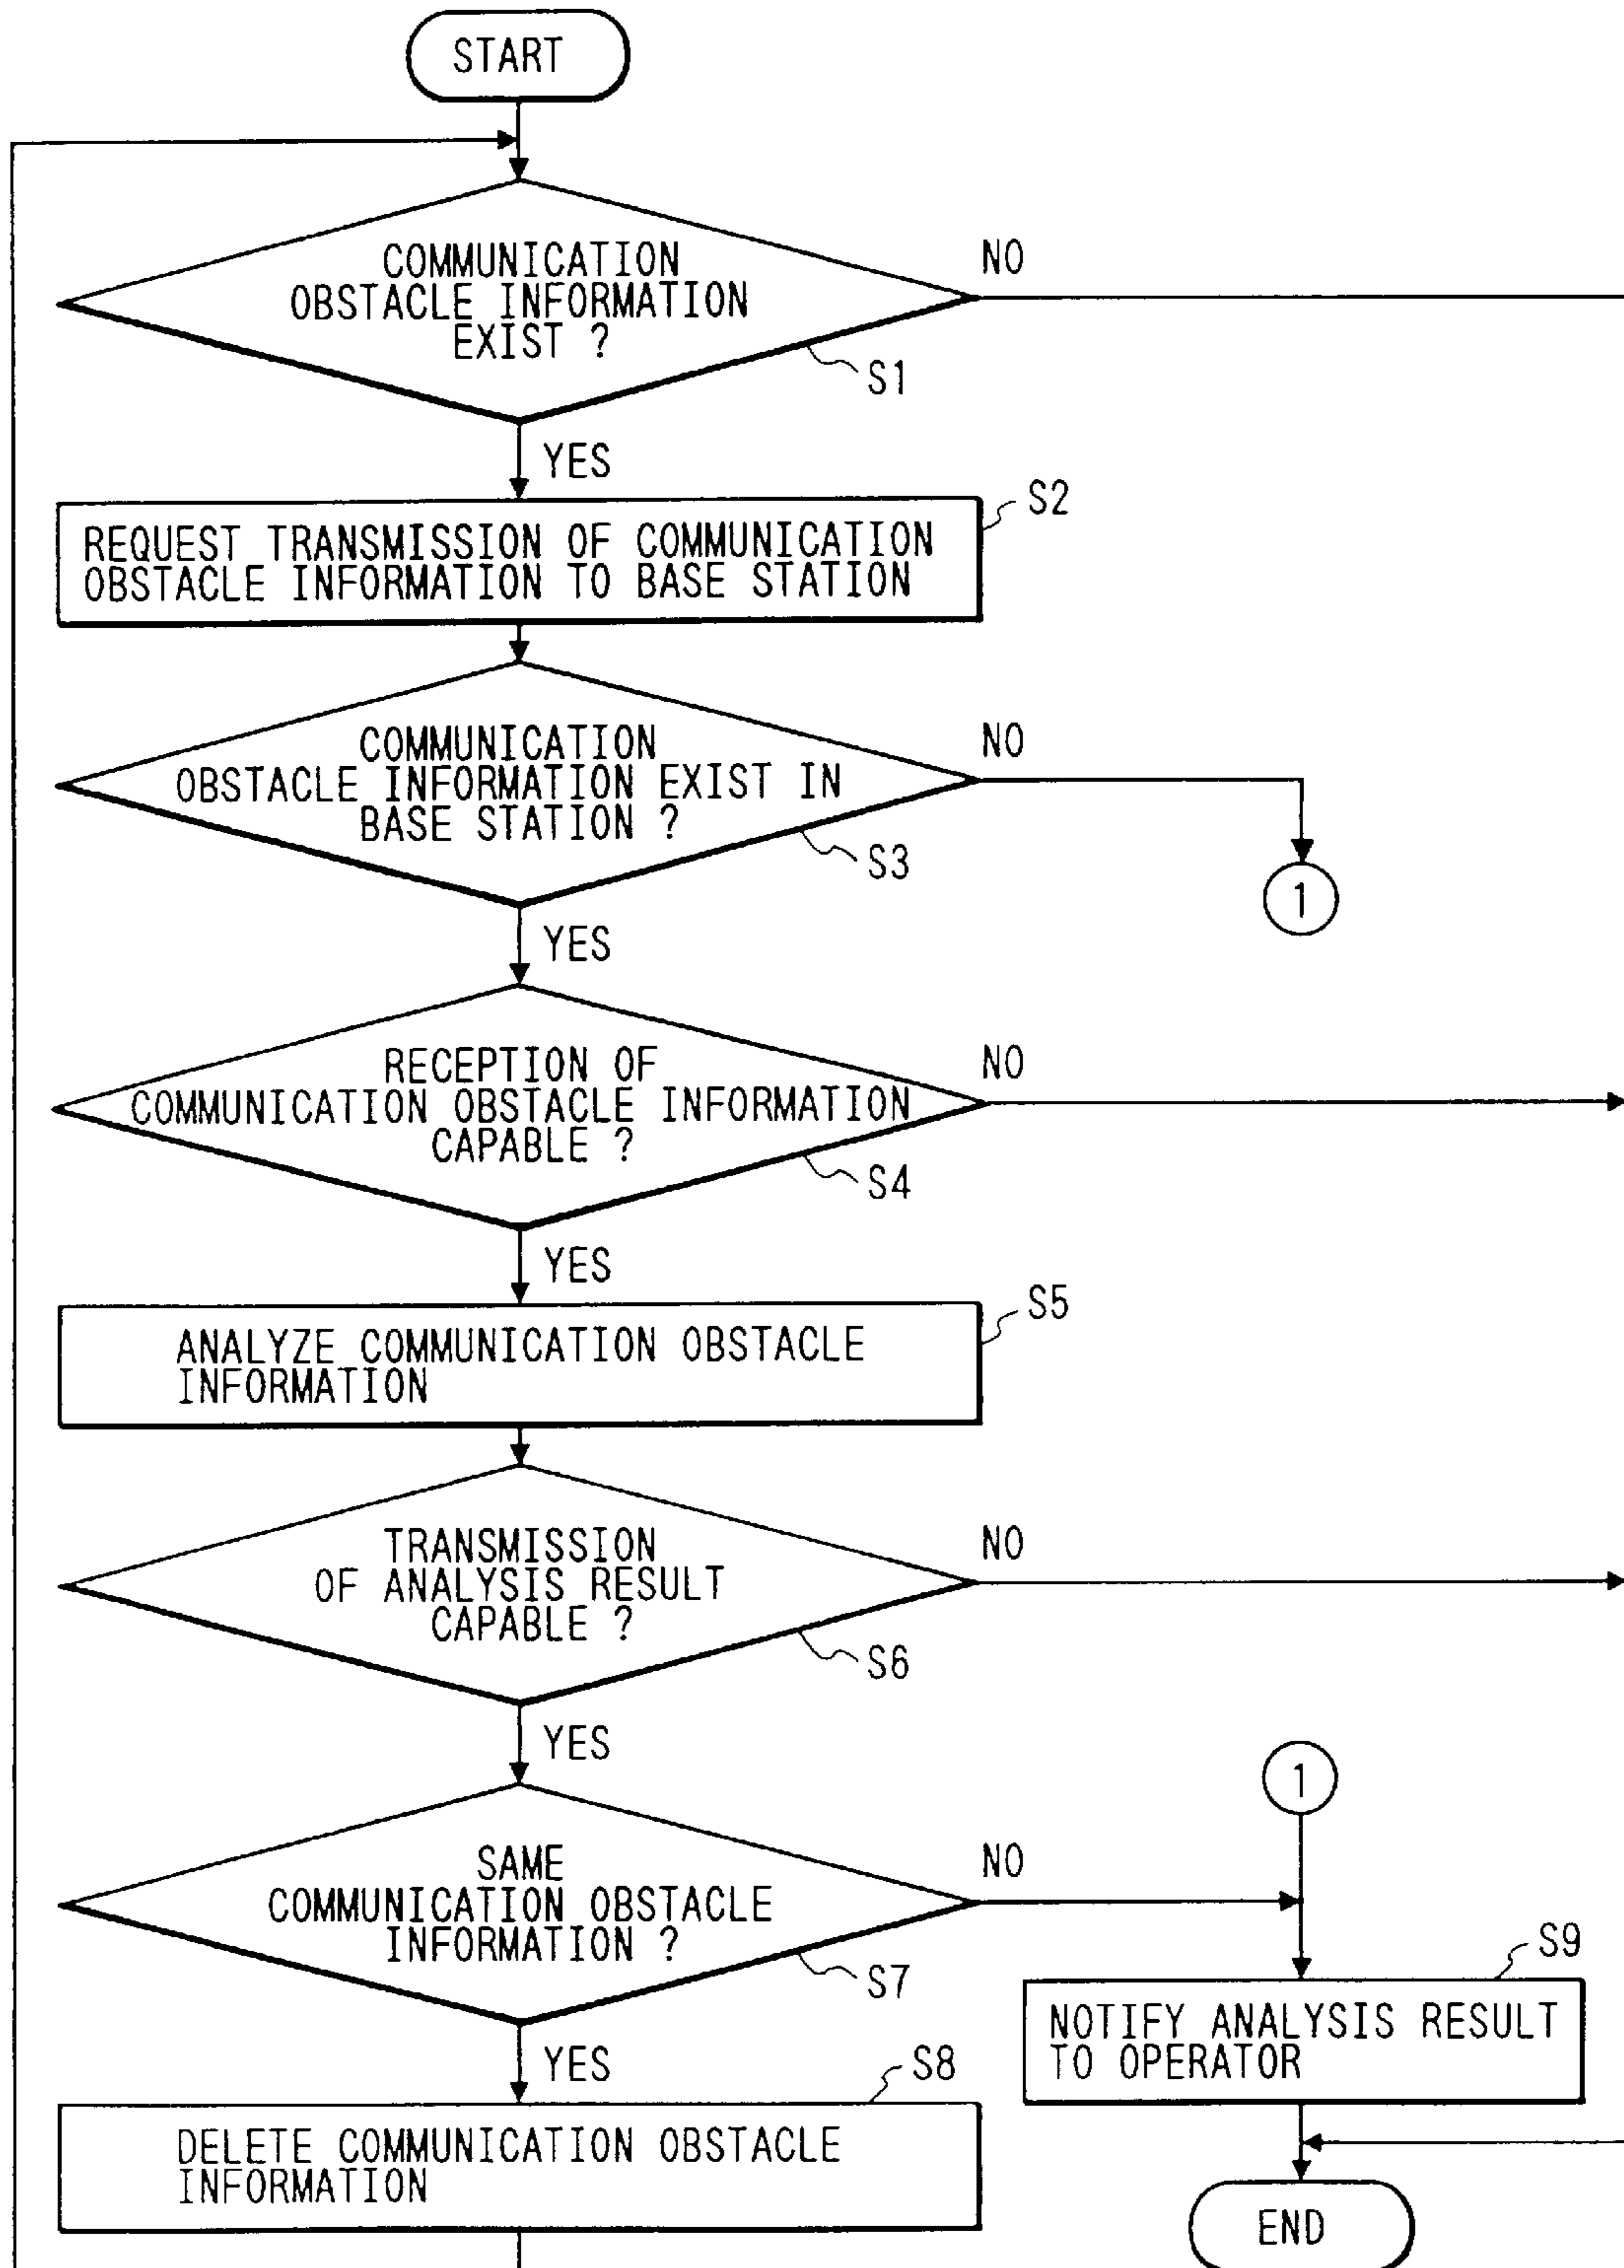 START
COMMUNICATION
OBSTACLE INFORMATION
EXIST ?
NO
S1
YES
S2
REQUEST TRANSMISSION OF COMMUNICATION
OBSTACLE INFORMATION TO BASE STATION
COMMUNICATION
OBSTACLE INFORMATION EXIST IN
BASE STATION ?
NO
S3
1
YES
RECEPTION OF
COMMUNICATION OBSTACLE INFORMATION
CAPABLE ?
NO
S4
YES
S5
ANALYZE COMMUNICATION OBSTACLE
INFORMATION
TRANSMISSION
OF ANALYSIS RESULT
CAPABLE ?
NO
S6
YES
1
SAME
COMMUNICATION OBSTACLE
INFORMATION ?
NO
S7
S9
NOTIFY ANALYSIS RESULT
TO OPERATOR
YES
S8
DELETE COMMUNICATION OBSTACLE
INFORMATION
END